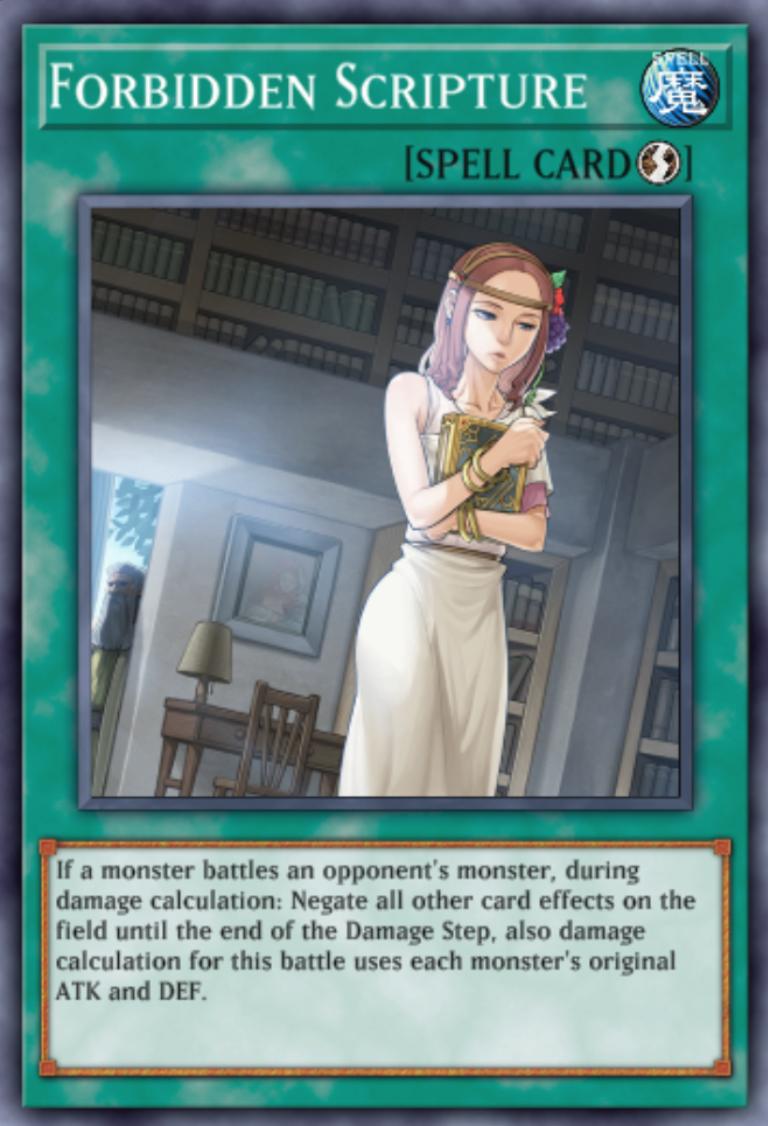 FORBIDDEN SCRIPTURE
SPELL
魔
[SPELL CARD]
If a monster battles an opponent's monster, during
damage calculation: Negate all other card effects on the
field until the end of the Damage Step, also damage
calculation for this battle uses each monster's original
ATK and DEF.